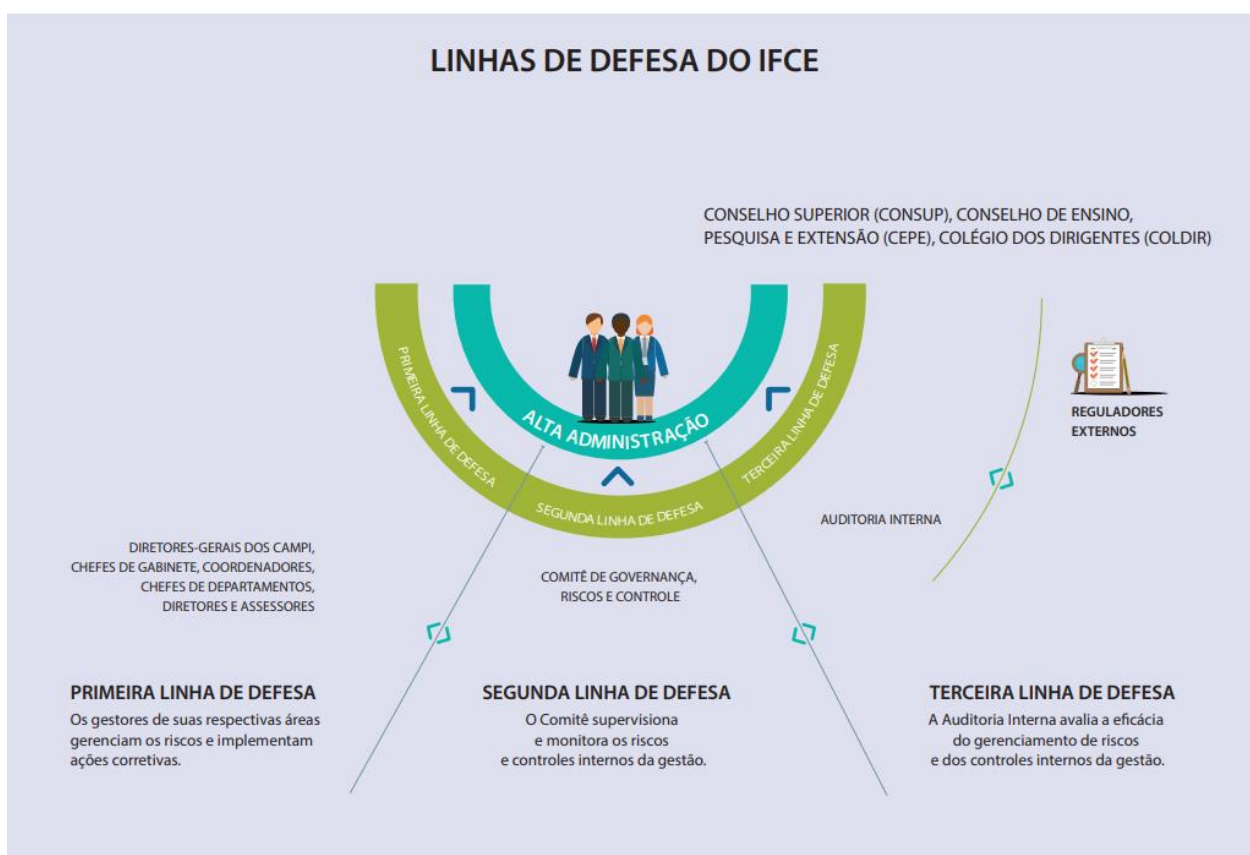 LINHAS DE DEFESA DO IFCE
CONSELHO SUPERIOR (CONSUP), CONSELHO DE ENSINO,
PESQUISA E EXTENSÃO (CEPE), COLÉGIO DOS DIRIGENTES (COLDIR)
PRIMEIRA LINHA DE DEFESA
ALTA ADMINISTRAÇÃO
SEGUNDA LINHA DE DEFESA
TERCEIRA LINHA DE DEFESA
REGULADORES
EXTERNOS
AUDITORIA INTERNA
DIRETORES-GERAIS DOS CAMPI,
CHEFES DE GABINETE, COORDENADORES,
CHEFES DE DEPARTAMENTOS,
DIRETORES E ASSESSORES
COMITÊ DE GOVERNANÇA,
RISCOS E CONTROLE
PRIMEIRA LINHA DE DEFESA
Os gestores de suas respectivas áreas
gerenciam os riscos e implementam
ações corretivas.
SEGUNDA LINHA DE DEFESA
O Comitê supervisiona
e monitora os riscos
e controles internos da gestão.
TERCEIRA LINHA DE DEFESA
A Auditoria Interna avalia a eficácia
do gerenciamento de riscos
e dos controles internos da gestão.